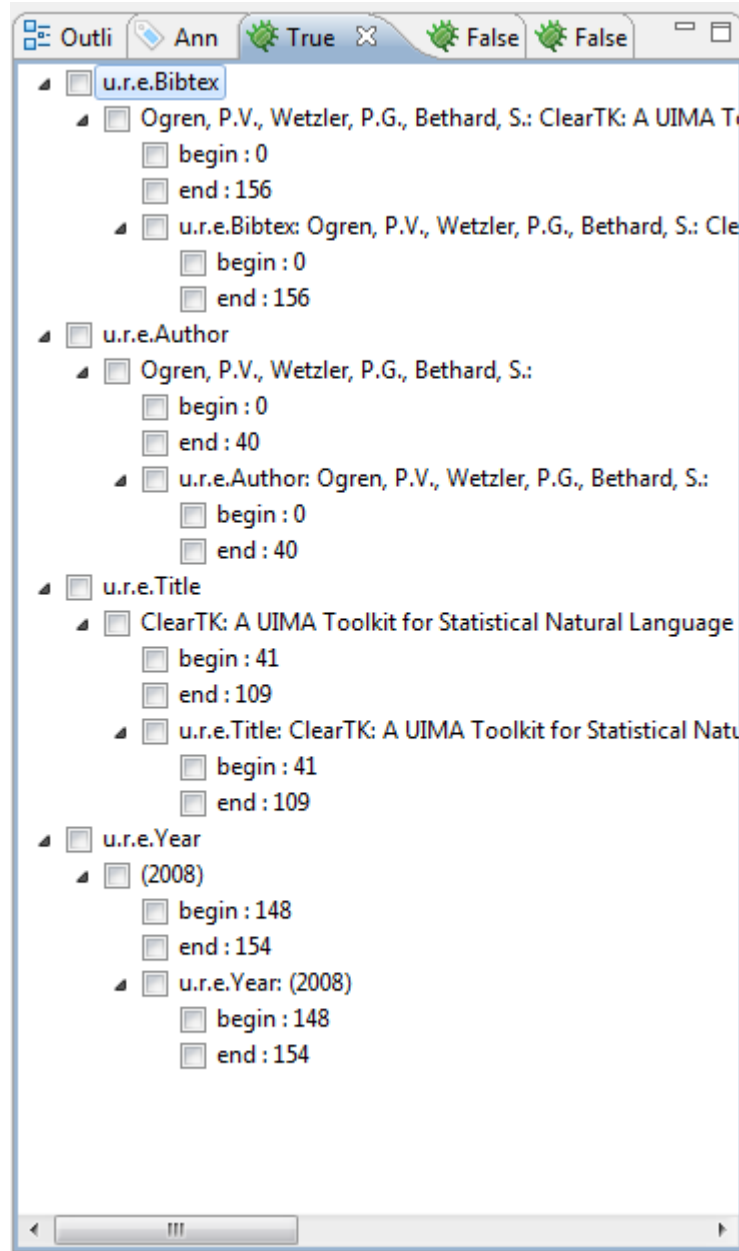 Outli Ann True False False
u.r.e.Bibtex
Ogren, P.V., Wetzler, P.G., Bethard, S.: ClearTK: A UIMA T
begin : 0
end : 156
u.r.e.Bibtex: Ogren, P.V., Wetzler, P.G., Bethard, S.: Cle
begin : 0
end : 156
u.r.e.Author
Ogren, P.V., Wetzler, P.G., Bethard, S.:
begin : 0
end : 40
u.r.e.Author: Ogren, P.V., Wetzler, P.G., Bethard, S.:
begin : 0
end : 40
u.r.e.Title
ClearTK: A UIMA Toolkit for Statistical Natural Language
begin : 41
end : 109
u.r.e.Title: ClearTK: A UIMA Toolkit for Statistical Natu
begin : 41
end : 109
u.r.e.Year
(2008)
begin : 148
end : 154
u.r.e.Year: (2008)
begin : 148
end : 154